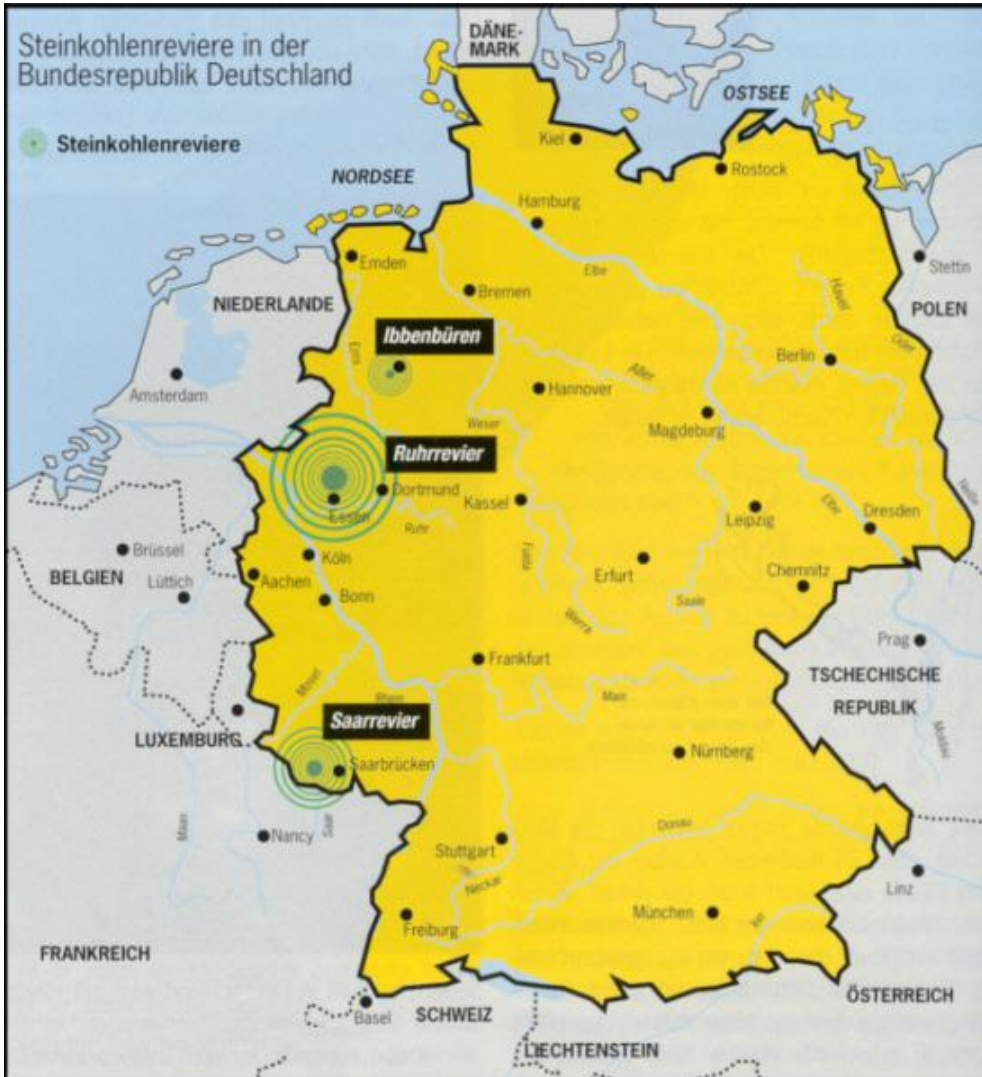 Steinkohlenreviere in der
Bundesrepublik Deutschland
Steinkohlenreviere
DÄNE-
MARK
OSTSEE
NORDSEE
Kiel
Rostock
Hamburg
Elbe
Emden
Bremen
Stettin
NIEDERLANDE
POLEN
Havel
Oder
Ibbenbüren
Ems
Berlin
Amsterdam
Hannover
Aller
Magdeburg
Weser
Ruhrrevier
Dortmund
Essen
Ruhr
Kassel
Leipzig
Elbe
Dresden
Neiße
Brüssel
BELGIEN
Lüttich
Köln
Aachen
Bonn
Fulda
Erfurt
Chemnitz
Werra
Saale
Prag
TSCHECHISCHE
REPUBLIK
Moldau
Frankfurt
Mosel
Rhein
Main
LUXEMBURG
Saarrevier
Saarbrücken
Nürnberg
Nancy
Saar
Maas
Stuttgart
Neckar
Donau
Linz
Freiburg
München
Inn
FRANKREICH
ÖSTERREICH
Basel
SCHWEIZ
LIECHTENSTEIN